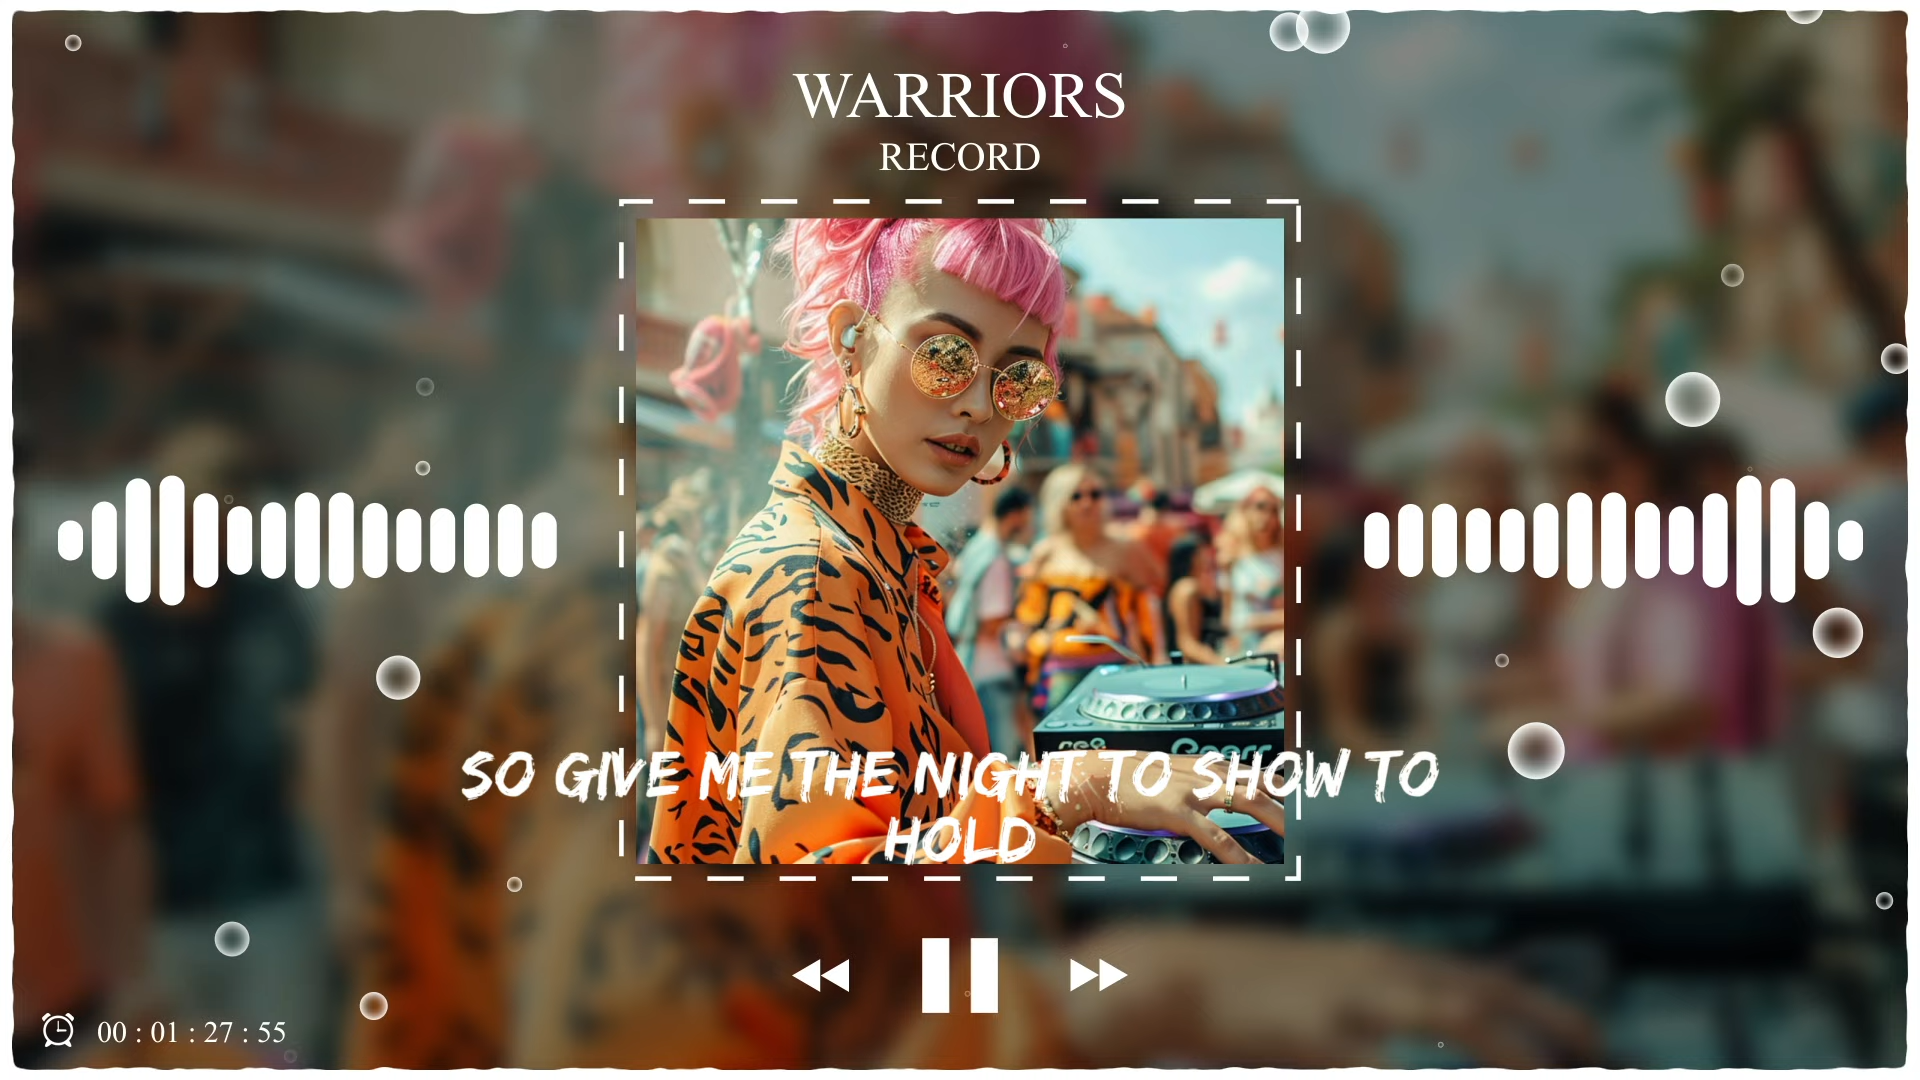 WARRIORS
RECORD
SO GIVE ME THE NIGHT TO SHOW TO
HOLD
00 : 01 : 27 : 55